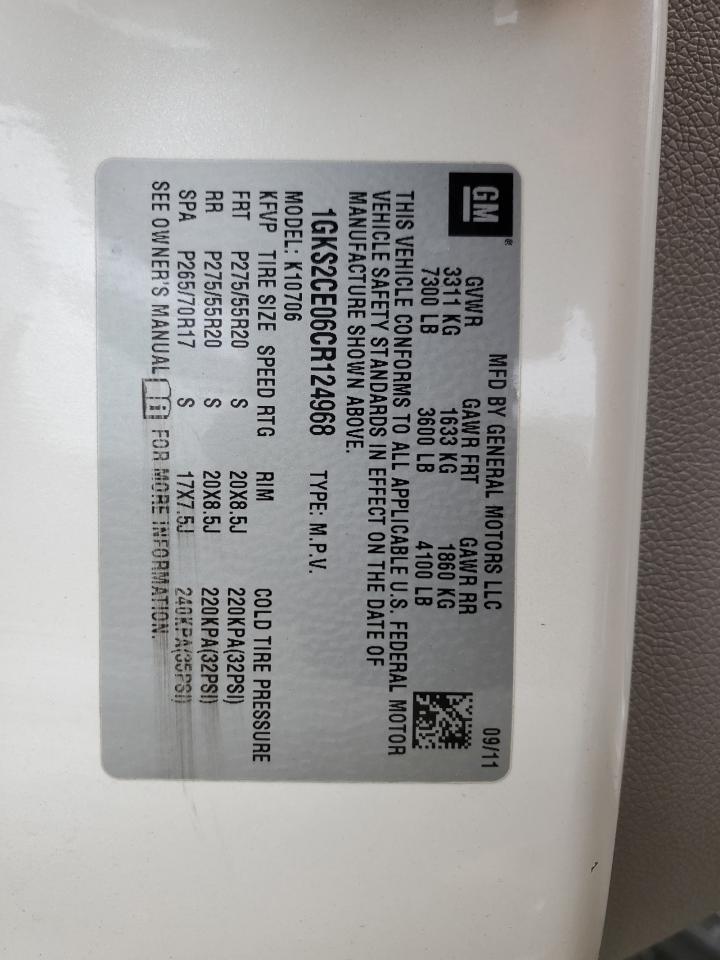 GM®
MFD BY GENERAL MOTORS LLC 09/11
GVWR GAWR FRT GAWR RR
3311 KG 1633 KG 1860 KG
7300 LB 3600 LB 4100 LB
THIS VEHICLE CONFORMS TO ALL APPLICABLE U.S. FEDERAL MOTOR
VEHICLE SAFETY STANDARDS IN EFFECT ON THE DATE OF
MANUFACTURE SHOWN ABOVE.
1GKS2CE06CR124968 TYPE: M.P.V.
MODEL: K10706
KFVP TIRE SIZE SPEED RTG RIM COLD TIRE PRESSURE
FRT P275/55R20 S 20X8.5J 220KPA(32PSI)
RR P275/55R20 S 20X8.5J 220KPA(32PSI)
SPA P265/70R17 S 17X7.5J 240KPA(35PSI)
SEE OWNER'S MANUAL FOR MORE INFORMATION.